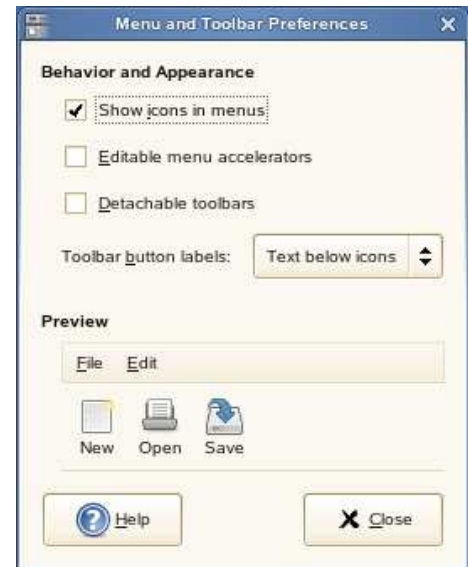 Menu and Toolbar Preferences
Behavior and Appearance
Show icons in menus
Editable menu accelerators
Detachable toolbars
Toolbar button labels: Text below icons
Preview
File Edit
New Open Save
Help Close